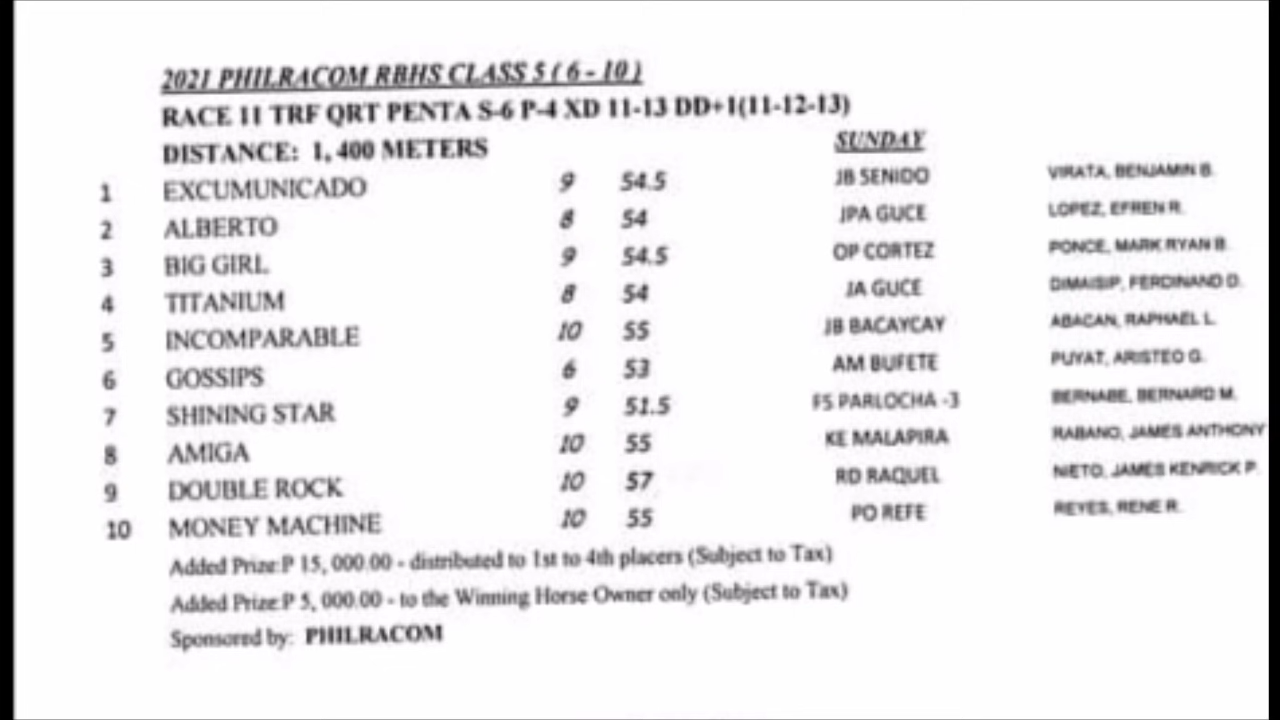 2021 PHILRACOM RBHS CLASS 5 ( 6 - 10 )
RACE 11 TRF QRT PENTA S-6 P-4 XD 11-13 DD+1(11-12-13)
DISTANCE: 1, 400 METERS SUNDAY
1 EXCUMUNICADO 9 54.5 JB SENIDO VIRATA, BENJAMIN B.
2 ALBERTO 8 54 JPA GUCE LOPEZ, EFREN R.
3 BIG GIRL 9 54.5 OP CORTEZ PONCE, MARK RYAN B.
4 TITANIUM 8 54 JA GUCE DIMAISIP, FERDINAND D.
5 INCOMPARABLE 10 55 JB BACAYCAY ABACAN, RAPHAEL L.
6 GOSSIPS 6 53 AM BUFETE PUYAT, ARISTEO G.
7 SHINING STAR 9 51.5 FS PARLOCHA -3 BERNABE, BERNARD M.
8 AMIGA 10 55 KE MALAPIRA RABANO, JAMES ANTHONY
9 DOUBLE ROCK 10 57 RD RAQUEL NIETO, JAMES KENRICK P.
10 MONEY MACHINE 10 55 PO REFE REYES, RENE R.
Added Prize:P 15, 000.00 - distributed to 1st to 4th placers (Subject to Tax)
Added Prize:P 5, 000.00 - to the Winning Horse Owner only (Subject to Tax)
Sponsored by: PHILRACOM